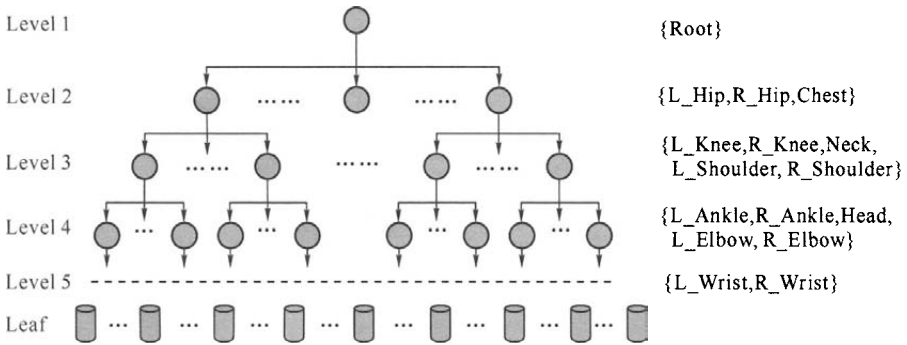 Level 1
{Root}
Level 2
...... ......
{L_Hip,R_Hip,Chest}
Level 3
...... ...... ......
{L_Knee,R_Knee,Neck,
L_Shoulder, R_Shoulder}
Level 4
... ... ... ...
{L_Ankle,R_Ankle,Head,
L_Elbow, R_Elbow}
Level 5
{L_Wrist,R_Wrist}
Leaf
... ... ... ... ... ... ...